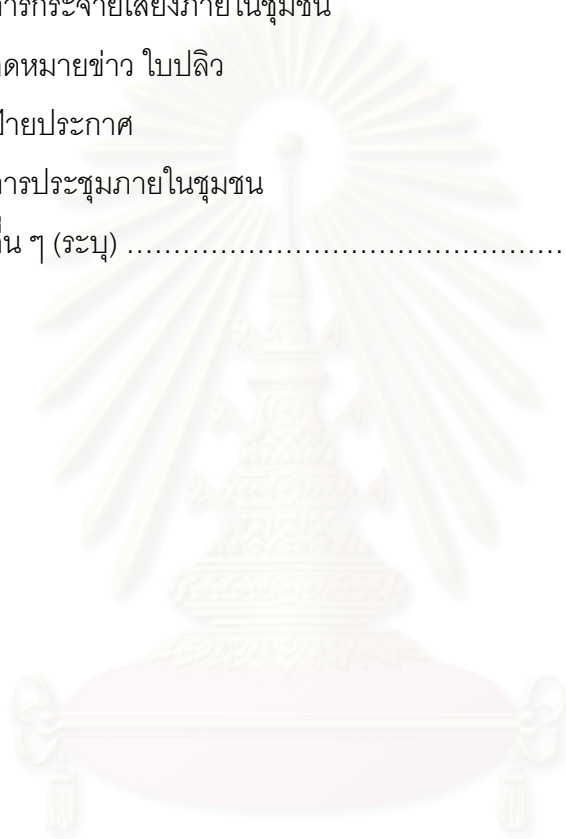 การกระจายเสียงภายในชุมชน
ดหมายข่าว ใบปลิว
ป้ายประกาศ
การประชุมภายในชุมชน
อื่น ๆ (ระบุ) ...............................................